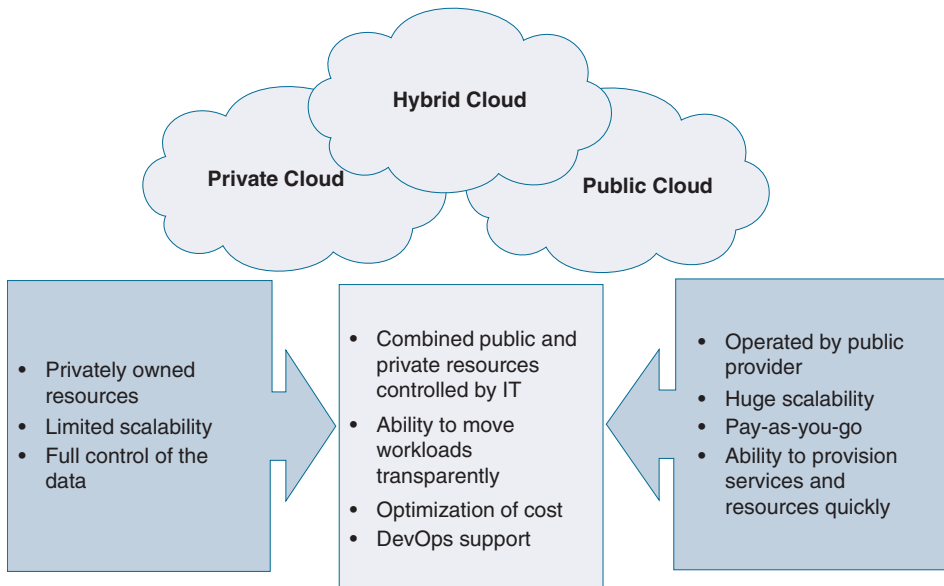 Hybrid Cloud
Private Cloud
Public Cloud
• Privately owned
resources
• Limited scalability
• Full control of the
data
• Combined public and
private resources
controlled by IT
• Ability to move
workloads
transparently
• Optimization of cost
• DevOps support
• Operated by public
provider
• Huge scalability
• Pay-as-you-go
• Ability to provision
services and
resources quickly